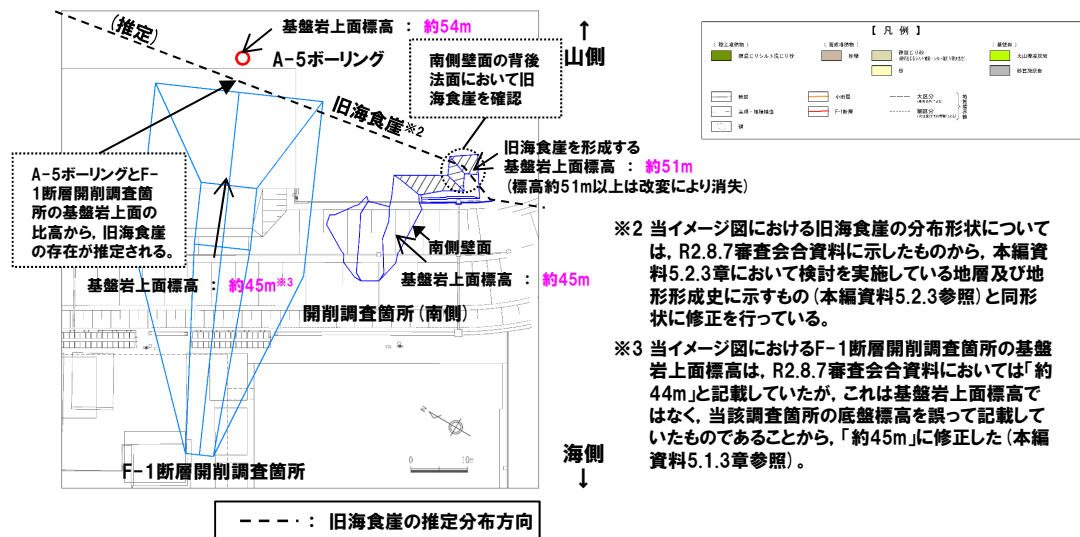 (推定)
基盤岩上面標高 : 約54m
A-5ボーリング
↑
山側
南側壁面の背後
法面において旧
海食崖を確認
旧海食崖※2
旧海食崖を形成する
基盤岩上面標高 : 約51m
(標高約51m以上は改変により消失)
A-5ボーリングとF-
1断層開削調査箇
所の基盤岩上面の
比高から,旧海食崖
の存在が推定される。
南側壁面
基盤岩上面標高 : 約45m※3
基盤岩上面標高 : 約45m
開削調査箇所(南側)
N
0 10m
F-1断層開削調査箇所
海側
↓
---- : 旧海食崖の推定分布方向
【 凡 例 】
砂
小断層
F-1断層
大区分
細区分
※2 当イメージ図における旧海食崖の分布形状について
は,R2.8.7審査会合資料に示したものから,本編資
料5.2.3章において検討を実施している地層及び地
形形成史に示すもの(本編資料5.2.3参照)と同形
状に修正を行っている。
※3 当イメージ図におけるF-1断層開削調査箇所の基盤
岩上面標高は,R2.8.7審査会合資料においては「約
44m」と記載していたが,これは基盤岩上面標高で
はなく,当該調査箇所の底盤標高を誤って記載して
いたものであることから,「約45m」に修正した(本編
資料5.1.3章参照)。